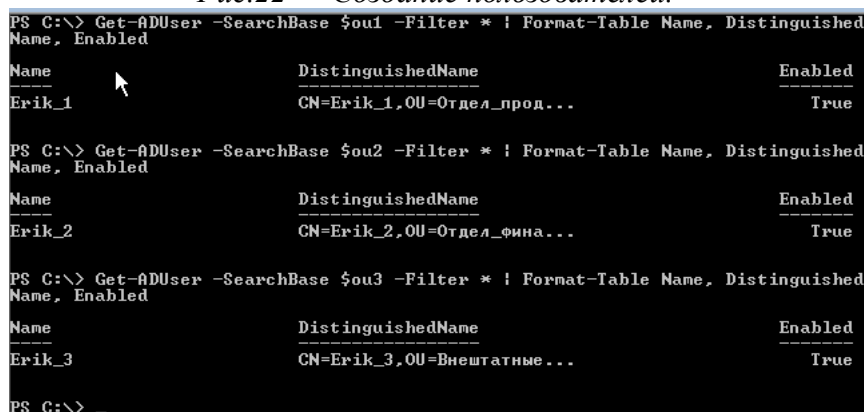 PS C:\> Get-ADUser -SearchBase $ou1 -Filter * | Format-Table Name, Distinguished
Name, Enabled
Name DistinguishedName Enabled
---- ----------------- -------
Erik_1 CN=Erik_1,OU=Отдел_прод... True
PS C:\> Get-ADUser -SearchBase $ou2 -Filter * | Format-Table Name, Distinguished
Name, Enabled
Name DistinguishedName Enabled
---- ----------------- -------
Erik_2 CN=Erik_2,OU=Отдел_фина... True
PS C:\> Get-ADUser -SearchBase $ou3 -Filter * | Format-Table Name, Distinguished
Name, Enabled
Name DistinguishedName Enabled
---- ----------------- -------
Erik_3 CN=Erik_3,OU=Внештатные... True
PS C:\> _